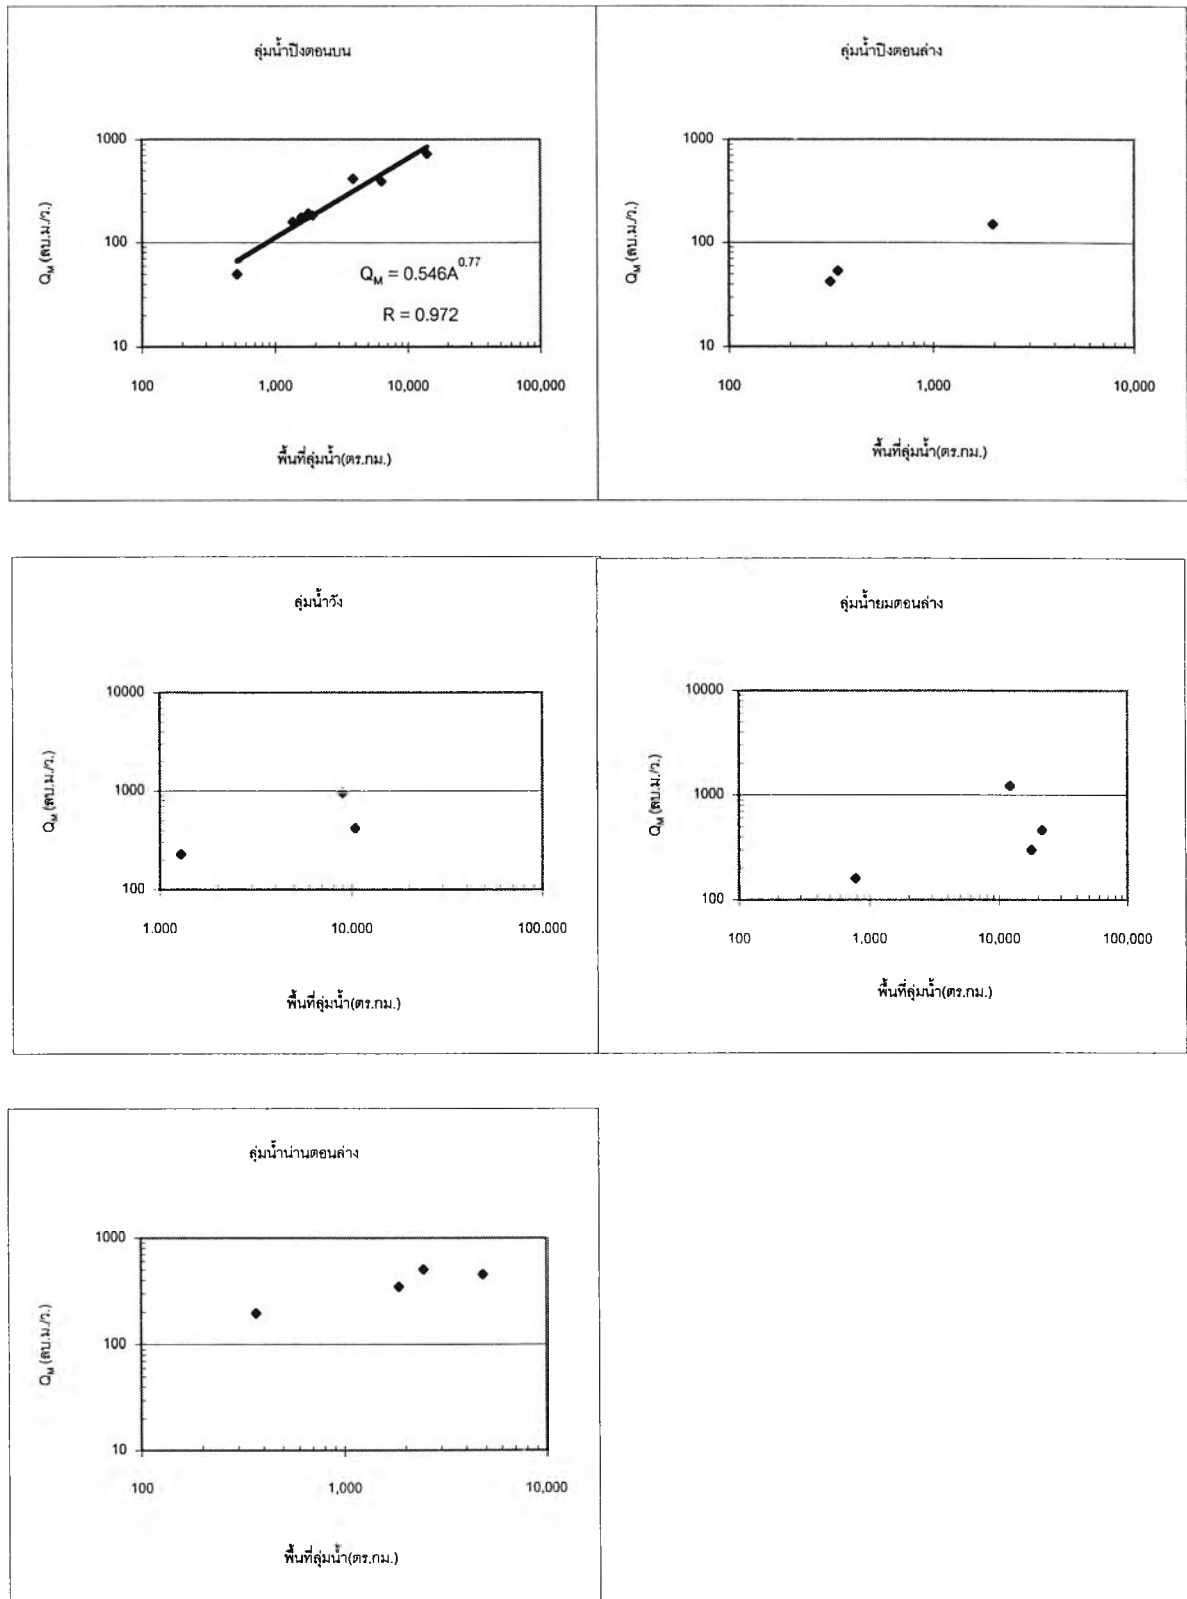 ลุ่มน้ำปิงตอนบน
1000
100
10
Q_M (ลบ.ม./ว.)
Q_M = 0.546A^0.77
R = 0.972
100 1,000 10,000 100,000
พื้นที่ลุ่มน้ำ(ตร.กม.)
ลุ่มน้ำปิงตอนล่าง
1000
100
10
Q_M (ลบ.ม./ว.)
100 1,000 10,000
พื้นที่ลุ่มน้ำ(ตร.กม.)
ลุ่มน้ำวัง
10000
1000
100
Q_M (ลบ.ม./ว.)
1.000 10.000 100.000
พื้นที่ลุ่มน้ำ(ตร.กม.)
ลุ่มน้ำยมตอนล่าง
10000
1000
100
Q_M (ลบ.ม./ว.)
100 1,000 10,000 100,000
พื้นที่ลุ่มน้ำ(ตร.กม.)
ลุ่มน้ำน่านตอนล่าง
1000
100
10
Q_M (ลบ.ม./ว.)
100 1,000 10,000
พื้นที่ลุ่มน้ำ(ตร.กม.)